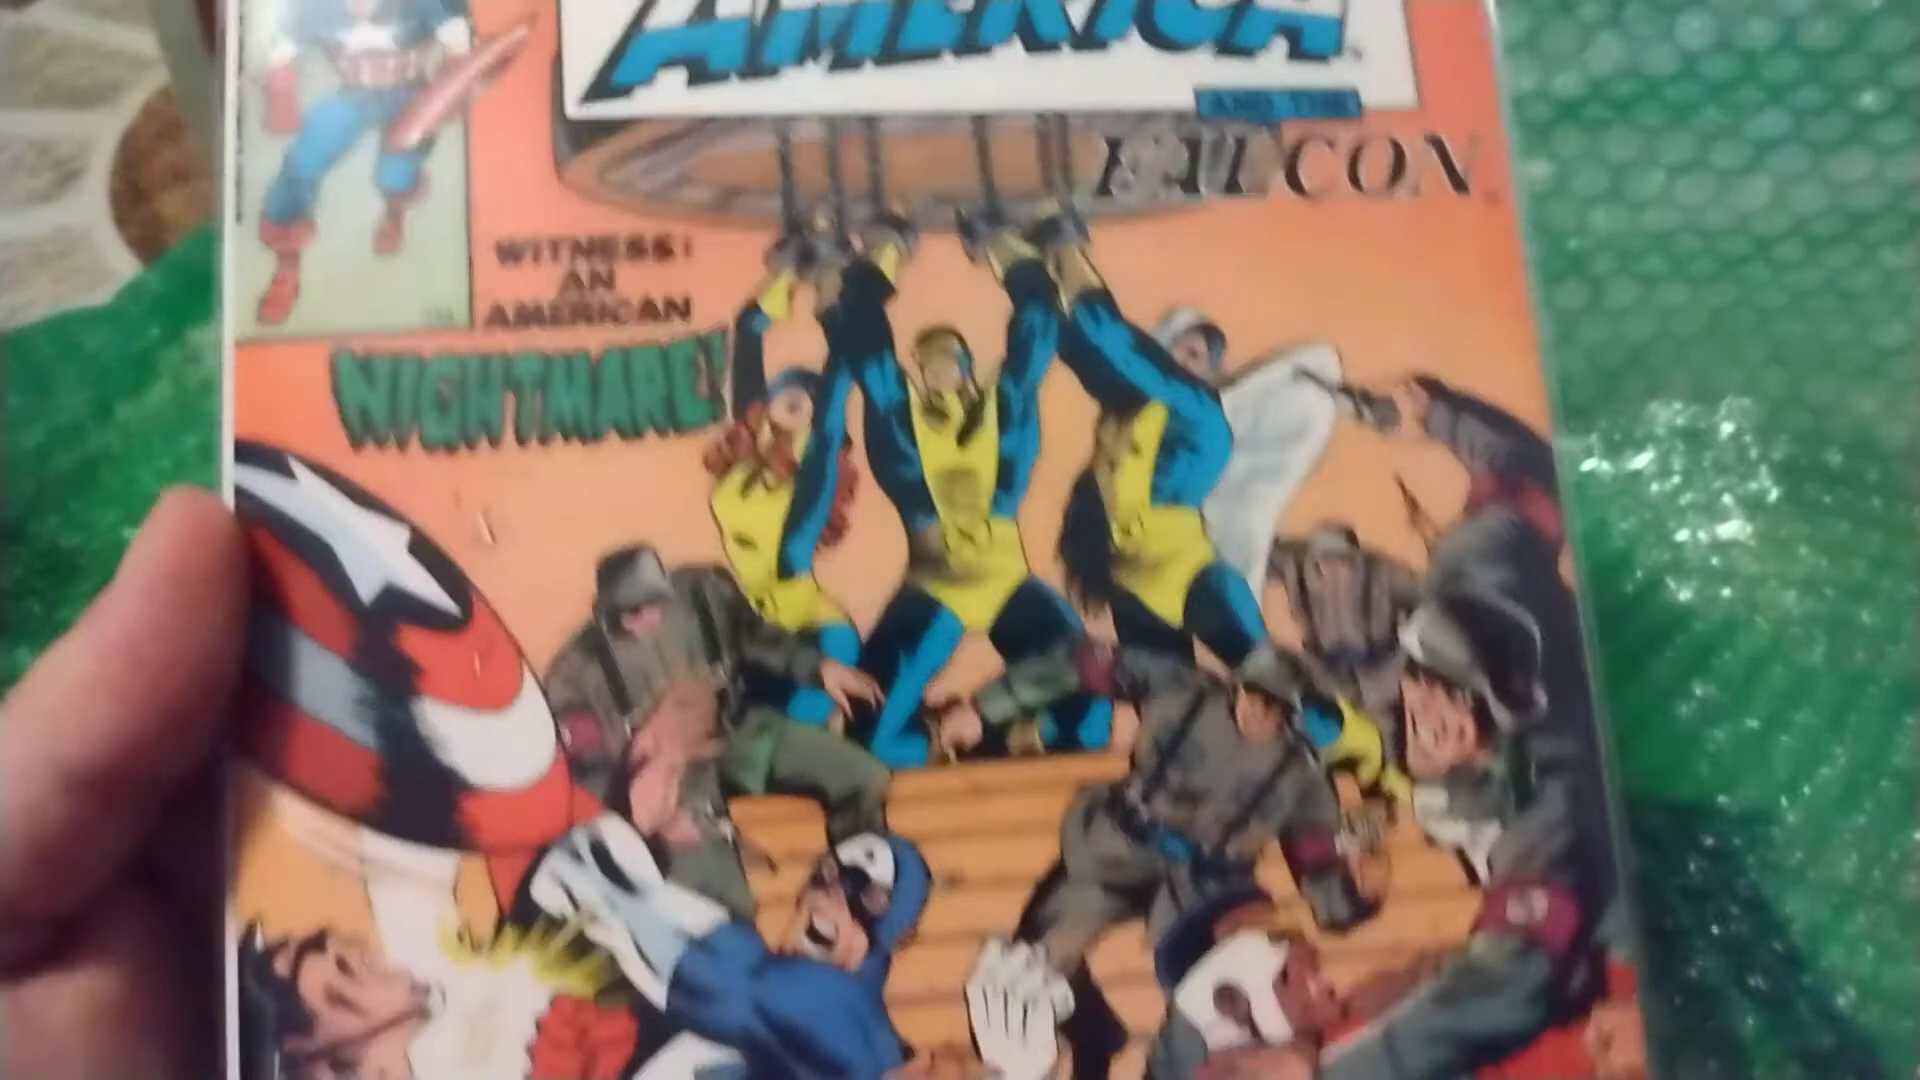 AMERICA
AND THE
FALCON
WITNESS!
AN
AMERICAN
NIGHTMARE!